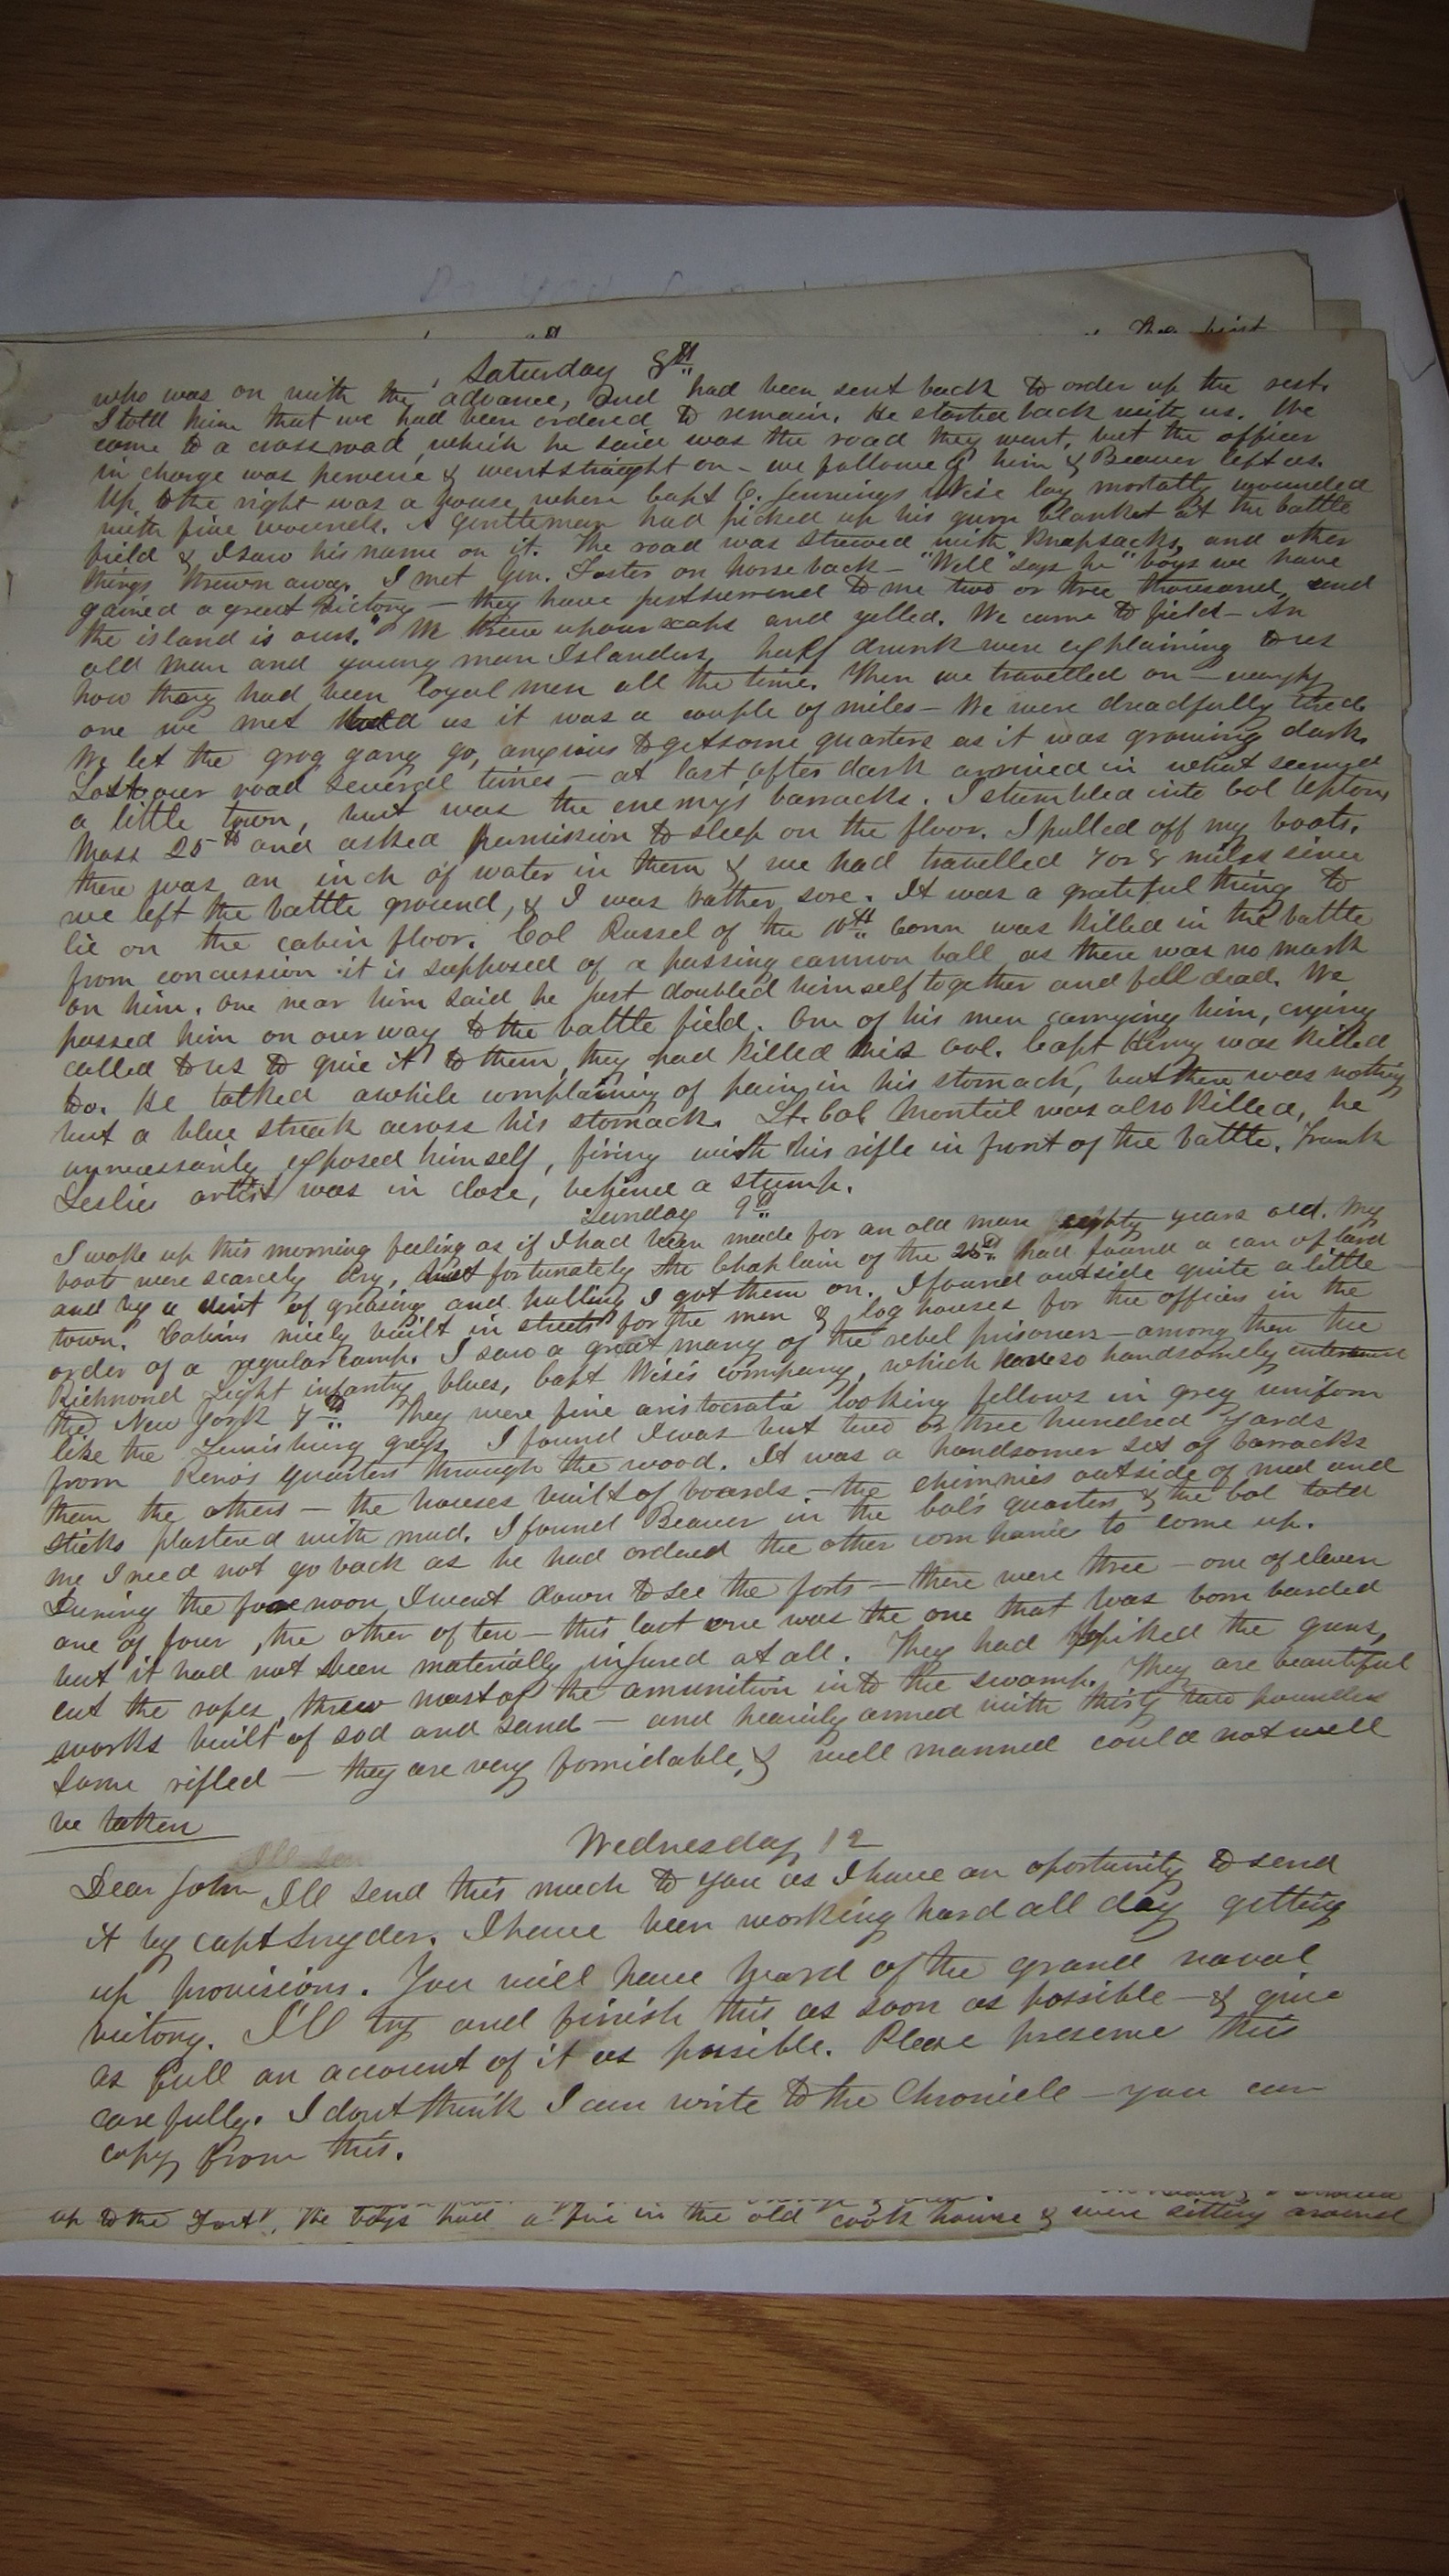 The first
Saturday 8th
who was on with the advance, and had been sent back to order up the rest.
I told him that we had been ordered to remain. He started back with us. We
came to a cross road which he said was the road they went, but the officer
in charge was perverse & went straight on - we followed him & Beaver left us.
Up to the right was a house where Capt O. Jennings Wise lay mortally wounded
with five wounds. A gentleman had picked up his gum blanket at the battle
field & I saw his name on it. The road was strewed with knapsacks, and other
things thrown away. I met Gen. Foster on horse back - "Well" says he "boys we have
gained a great victory - they have just surrend to me two or tree thousand and
the island is ours." We threw up our caps and yelled. We came to field - An
old man and young man Islanders, half drunk were explaining to us
how they had been loyal men all the time. Then we travelled on -
one we met told us it was a couple of miles - We were dreadfully tired.
We let the grog gang go, anxious to get some quarters as it was growing dark.
Lost our road several times - at last, after dark arrived in what seemed
a little town, but was the enemy's barracks. I stumbled into Col Uptons
Mass 25th and asked permission to sleep on the floor. I pulled off my boots.
there was an inch of water in them & we had travelled 7 or 8 miles since
we left the battle ground, & I was rather sore. It was a grateful thing to
lie on the cabin floor. Col Russel of the 10th Conn was killed in the battle
from concussion it is supposed of a passing cannon ball as there was no mark
on him. One near him said he just doubled himself together and fell dead. We
passed him on our way to the battle field. One of his men carrying him, crying
called to us to give it to them, they had killed his Col. Capt Henry was killed
too. He talked awhile complaining of pain in his stomach, but there was nothing
but a blue streak across his stomach. Lt. Col Monteil was also killed, he
unnecessarily exposed himself, firing with his rifle in front of the battle. Frank
Leslies artist was in close, behind a stump.
Sunday 9th
I woke up this morning feeling as if I had been made for an old man eighty years old. My
boots were scarcely dry, but fortunately the Chaplain of the 25th had found a can of lard
and by a dint of greasing and pulling I got them on. I found outside quite a little
town. Cabins nicely built in streets for the men & log houses for the officers in the
order of a regular camp. I saw a great many of the rebel prisoners - among then the
Richmond Light infantry blues, Capt Wise's company, which so handsomely
the New York 7th. They were fine aristocratic looking fellows in grey uniform
like the Lewisburg greys. I found I was but two or three hundred yards
from Reno's quarters through the wood. It was a handsomer set of barracks
than the others - the houses built of boards - the chimnies outside of mud and
sticks plastered with mud. I found Beaver in the Col's quarters & the Col told
me I need not go back as he had ordered the other companies to come up.
During the forenoon I went down to see the forts - there were three - one of eleven
one of four, the other of ten - this last one was the one that was bombarded
but it had not been materially injured at all. They had spiked the guns,
cut the ropes, threw most of the amunition into the swamp. They are beautiful
works built of sod and sand - and heavily armed with thirty two pounders
some rifled - they are very formidable, & well manned could not well
be taken
Wednesday 12
Dear John I'll send this much to you as I have an oportunity to send
it by Capt Snyder. I have been working hard all day getting
up provisions. You will have heard of the grand naval
victory. I'll try and finish this as soon as possible - & give
as full an account of it as possible. Please preserve this
carefully. I dont think I can write to the Chronicle - you can
copy from this.
up to the Fort. The boys had a fire in the old cook house & were sitting around